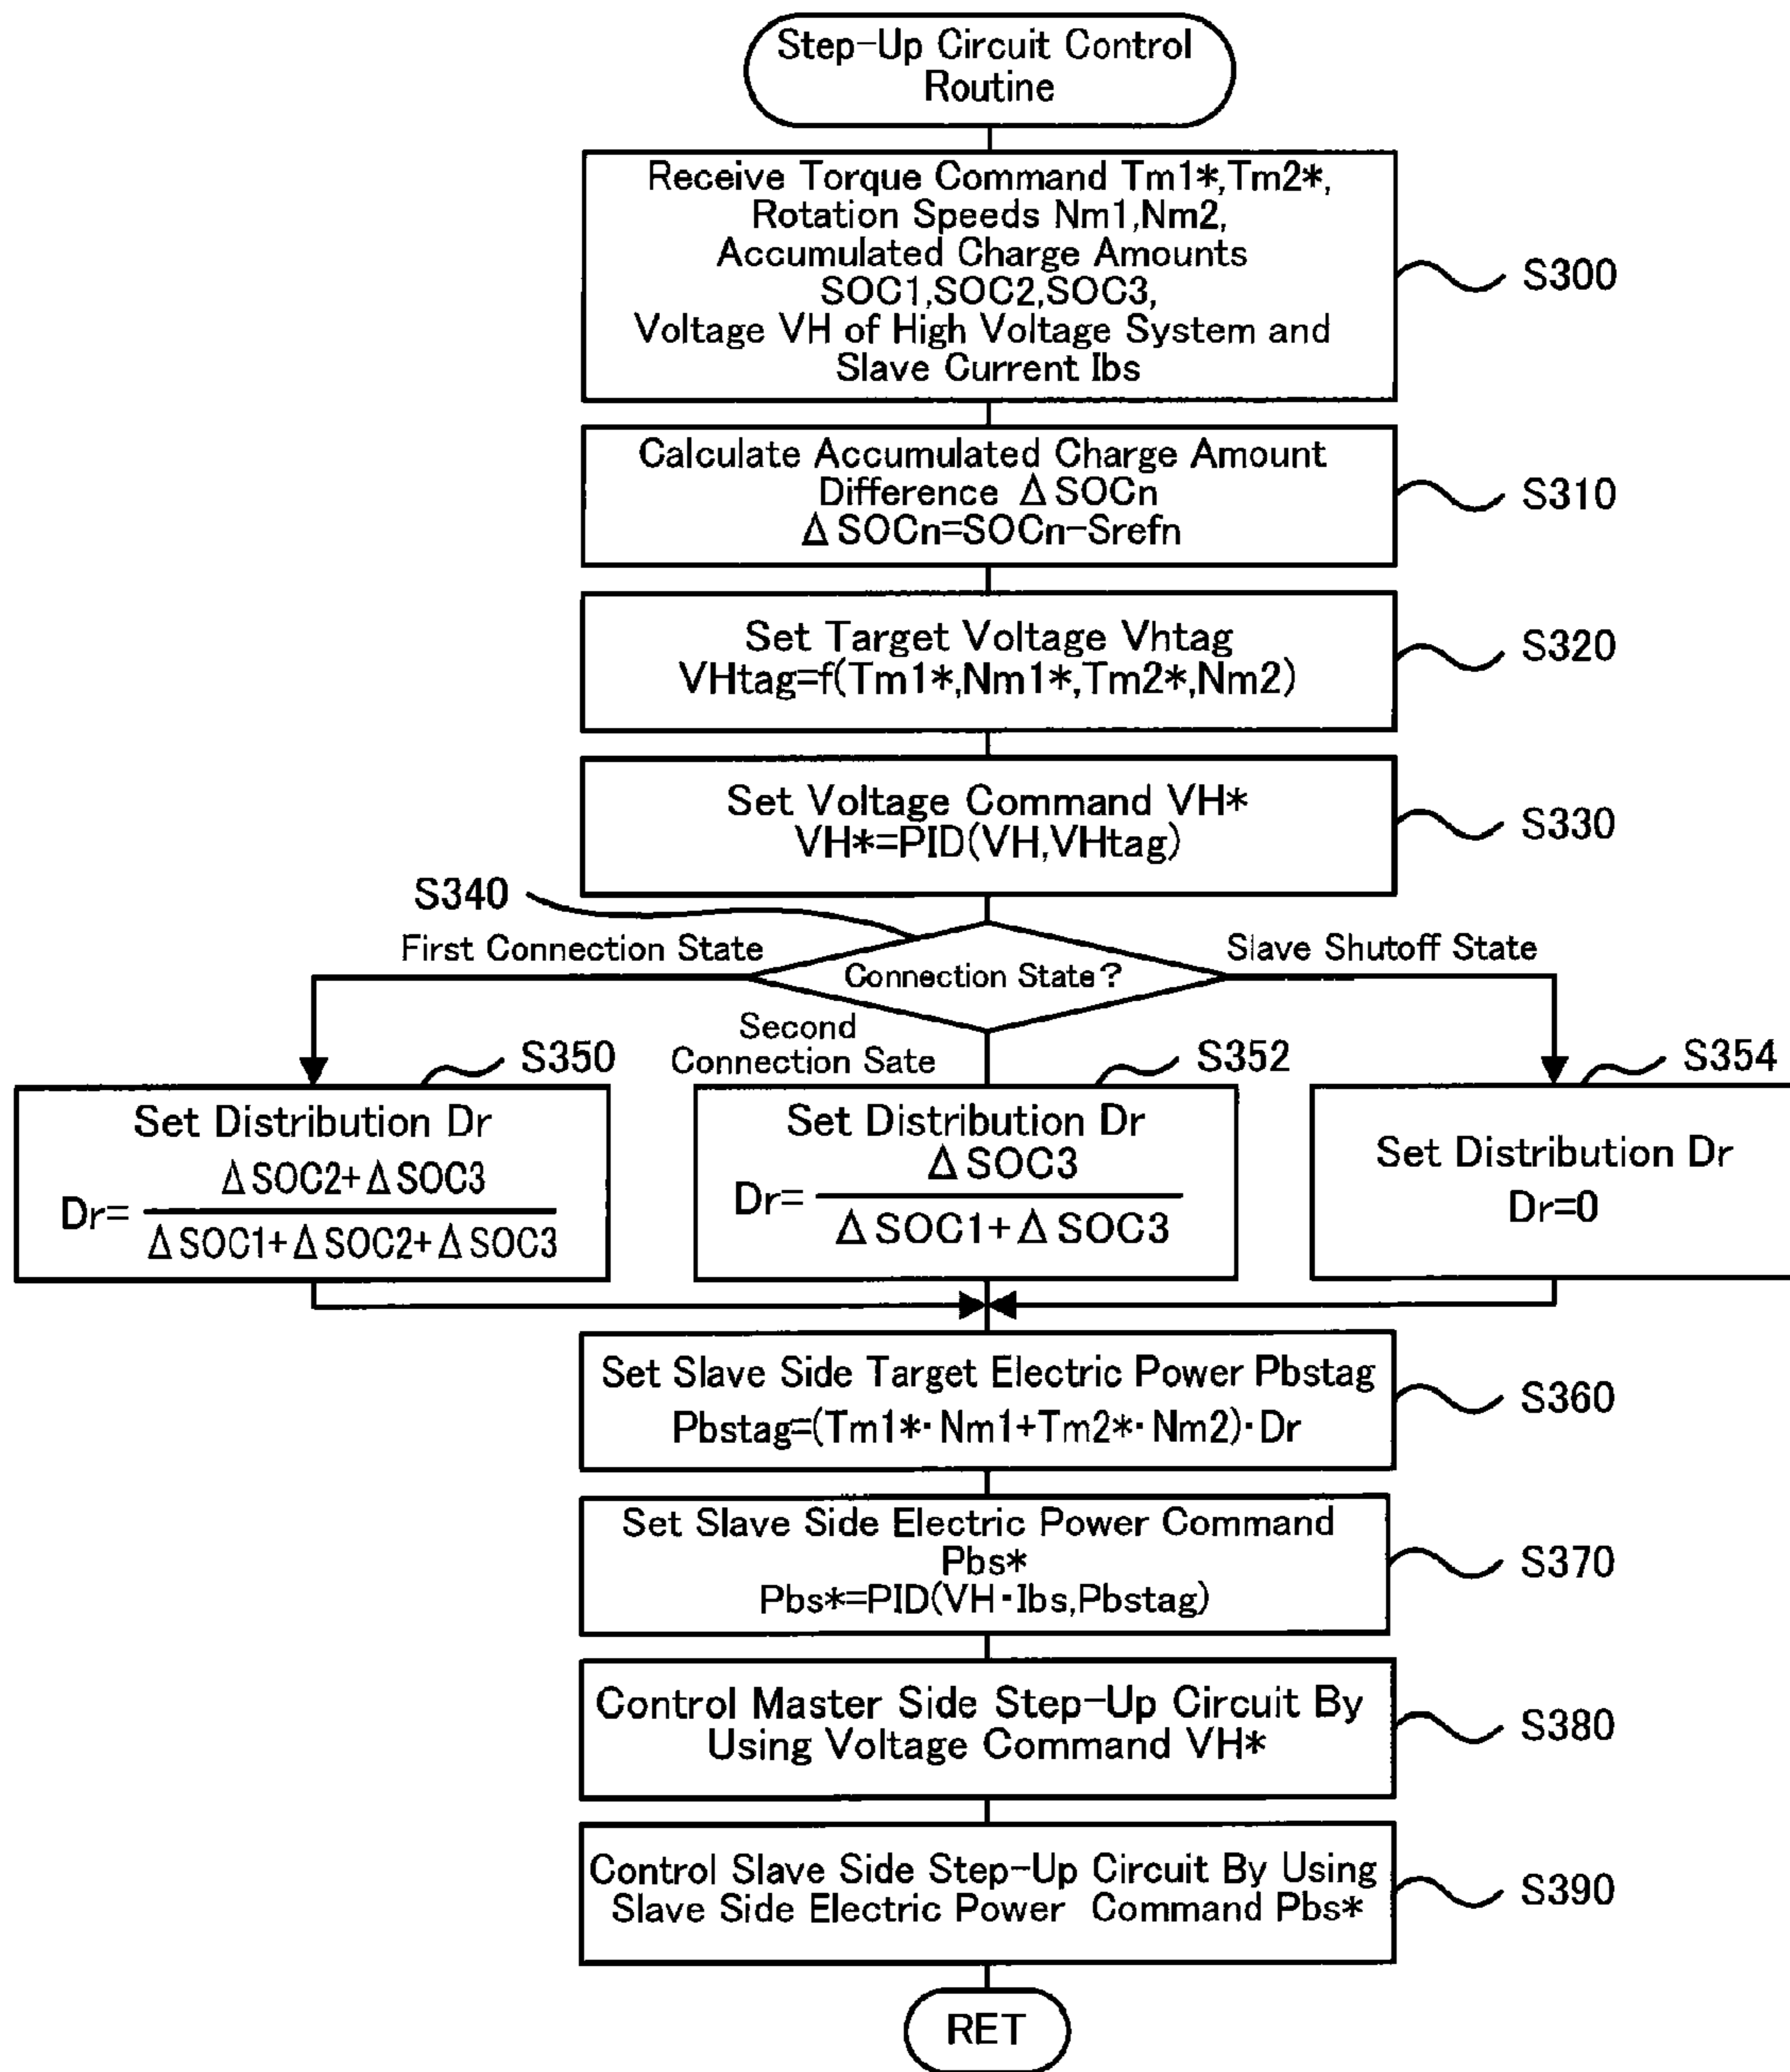 Step-Up Circuit Control
Routine
Receive Torque Command Tm1*,Tm2*,
Rotation Speeds Nm1,Nm2,
Accumulated Charge Amounts
SOC1,SOC2,SOC3,
Voltage VH of High Voltage System and
Slave Current Ibs
S300
Calculate Accumulated Charge Amount
Difference ΔSOCn
ΔSOCn=SOCn-Srefn
S310
Set Target Voltage Vhtag
VHtag=f(Tm1*,Nm1*,Tm2*,Nm2)
S320
Set Voltage Command VH*
VH*=PID(VH,VHtag)
S330
S340
First Connection State
Connection State?
Slave Shutoff State
Second
Connection Sate
S350
Set Distribution Dr
ΔSOC2+ΔSOC3
Dr=
ΔSOC1+ΔSOC2+ΔSOC3
S352
Set Distribution Dr
ΔSOC3
Dr=
ΔSOC1+ΔSOC3
S354
Set Distribution Dr
Dr=0
Set Slave Side Target Electric Power Pbstag
Pbstag=(Tm1*·Nm1+Tm2*·Nm2)·Dr
S360
Set Slave Side Electric Power Command
Pbs*
Pbs*=PID(VH·Ibs,Pbstag)
S370
Control Master Side Step-Up Circuit By
Using Voltage Command VH*
S380
Control Slave Side Step-Up Circuit By Using
Slave Side Electric Power Command Pbs*
S390
RET